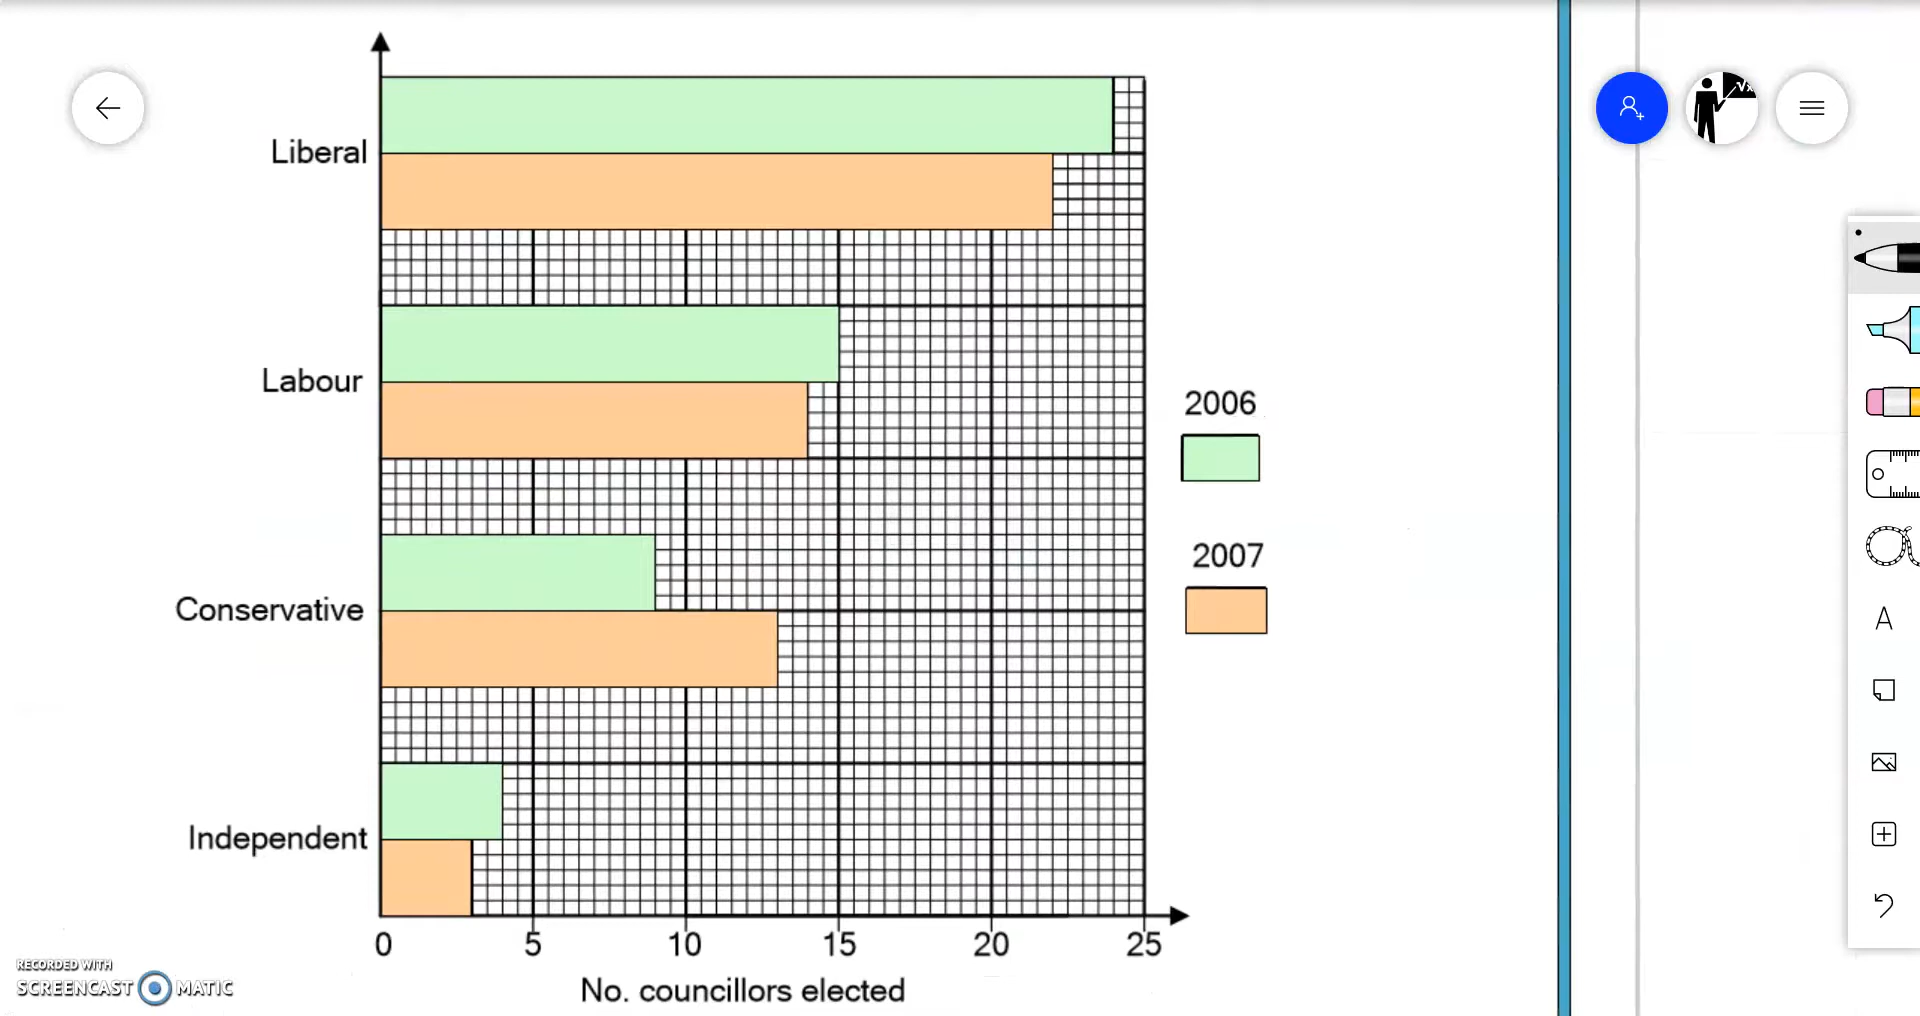 Liberal
Labour
2006
2007
Conservative
Independent
0 5 10 15 20 25
No. councillors elected
RECORDED WITH
SCREENCAST MATIC
√x
A